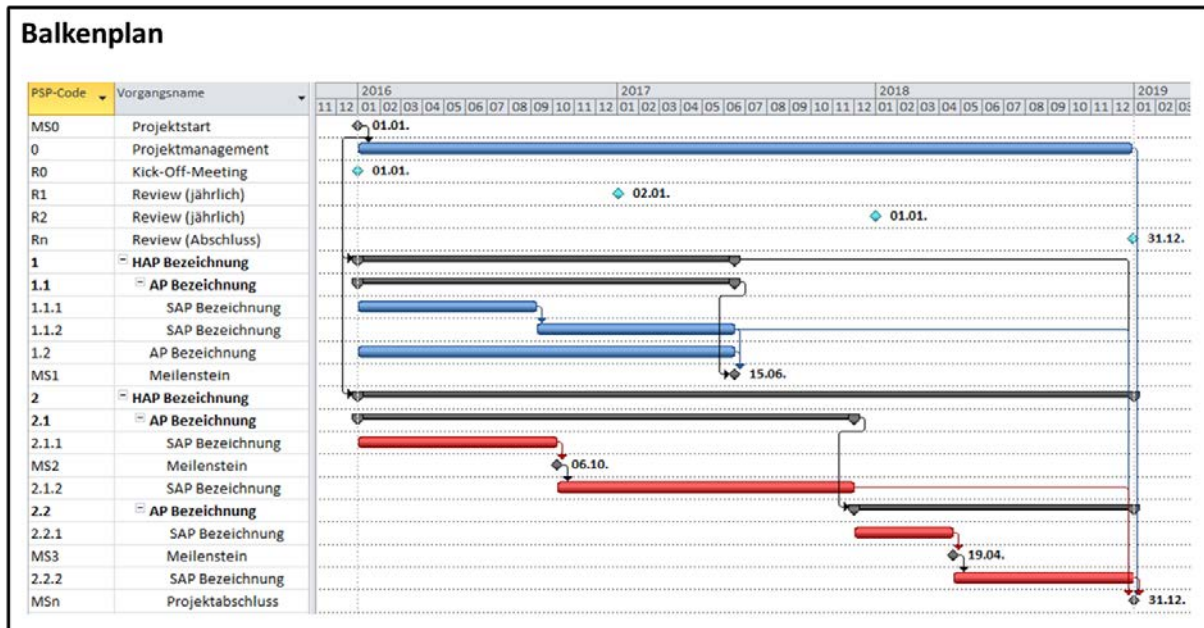 Balkenplan
PSP-Code Vorgangsname 2016 2017 2018 2019
11 12 01 02 03 04 05 06 07 08 09 10 11 12 01 02 03 04 05 06 07 08 09 10 11 12 01 02 03 04 05 06 07 08 09 10 11 12 01 02 03
MS0 Projektstart 01.01.
0 Projektmanagement
R0 Kick-Off-Meeting 01.01.
R1 Review (jährlich) 02.01.
R2 Review (jährlich) 01.01.
Rn Review (Abschluss) 31.12.
1 HAP Bezeichnung
1.1 AP Bezeichnung
1.1.1 SAP Bezeichnung
1.1.2 SAP Bezeichnung
1.2 AP Bezeichnung
MS1 Meilenstein 15.06.
2 HAP Bezeichnung
2.1 AP Bezeichnung
2.1.1 SAP Bezeichnung
MS2 Meilenstein 06.10.
2.1.2 SAP Bezeichnung
2.2 AP Bezeichnung
2.2.1 SAP Bezeichnung
MS3 Meilenstein 19.04.
2.2.2 SAP Bezeichnung
MSn Projektabschluss 31.12.